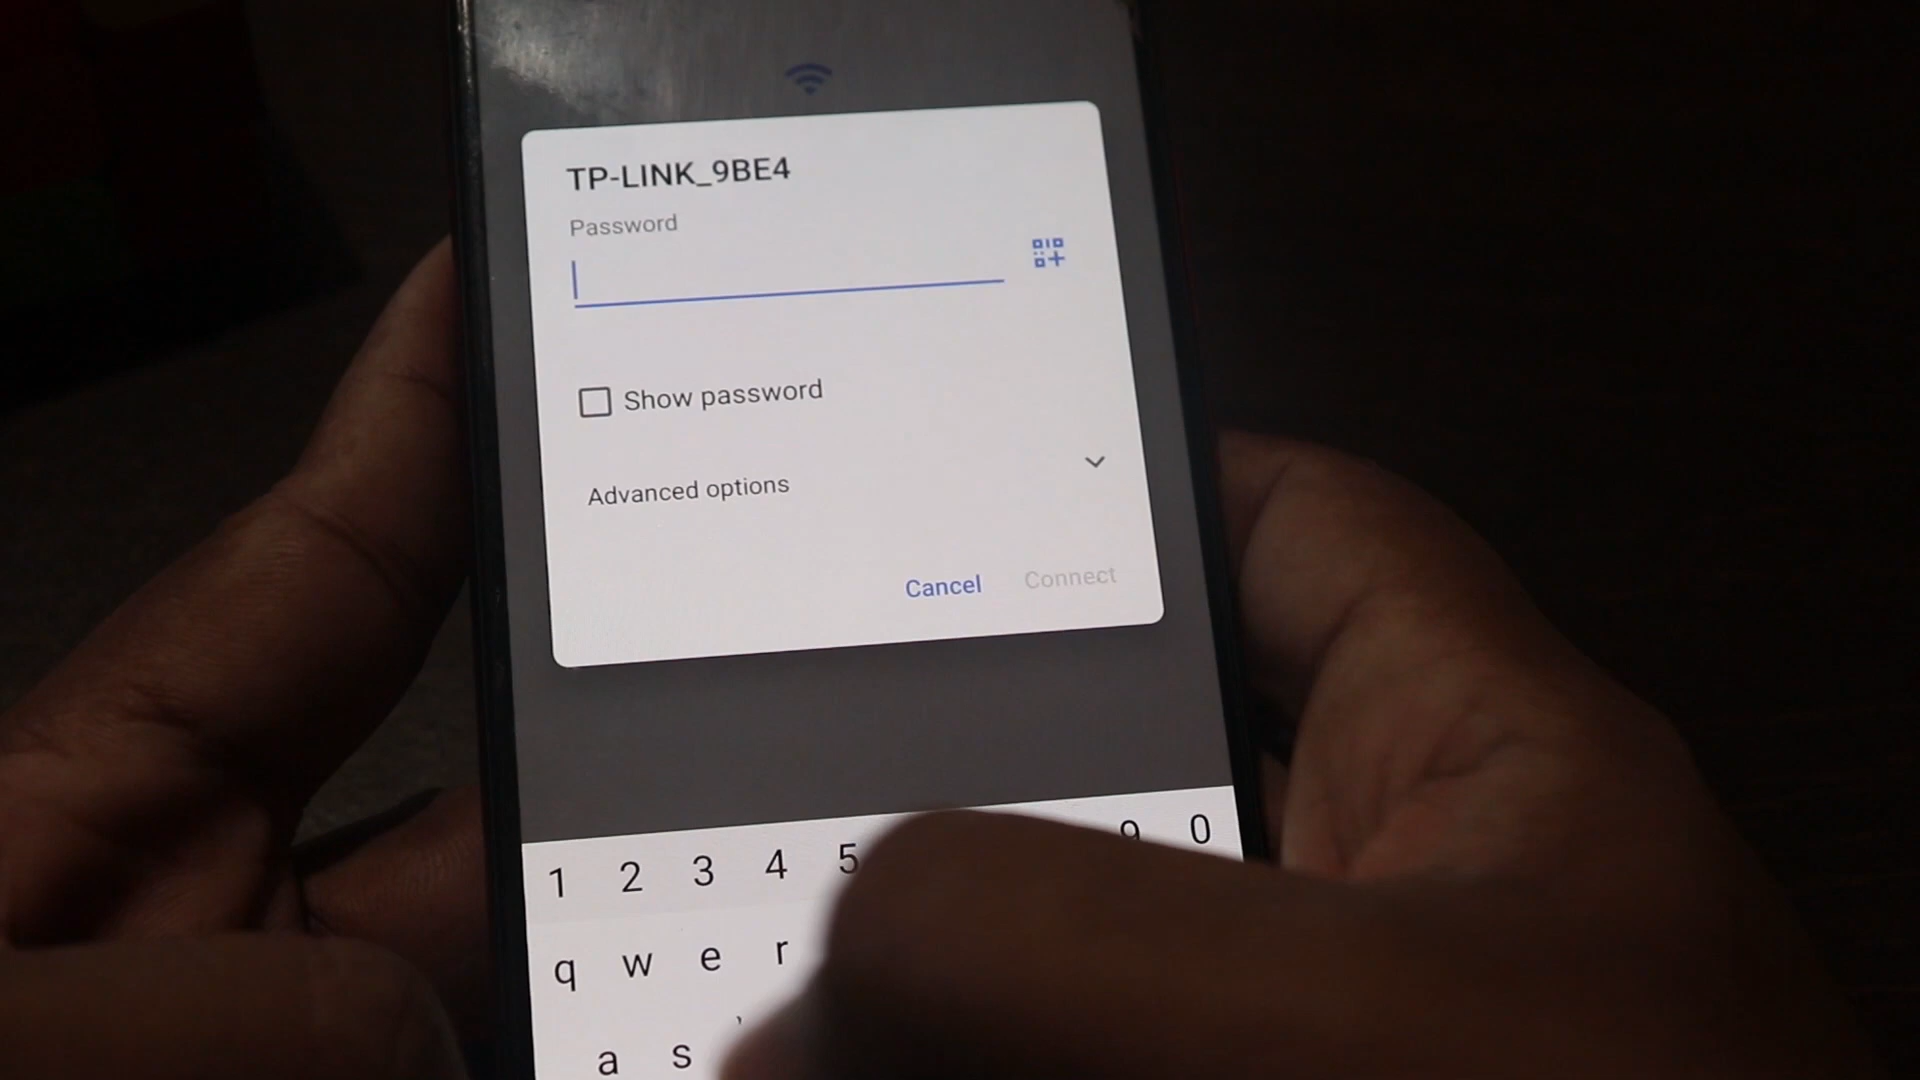 TP-LINK_9BE4
Password
Show password
Advanced options
Cancel Connect
1 2 3 4 5 9 0
q w e r
a s